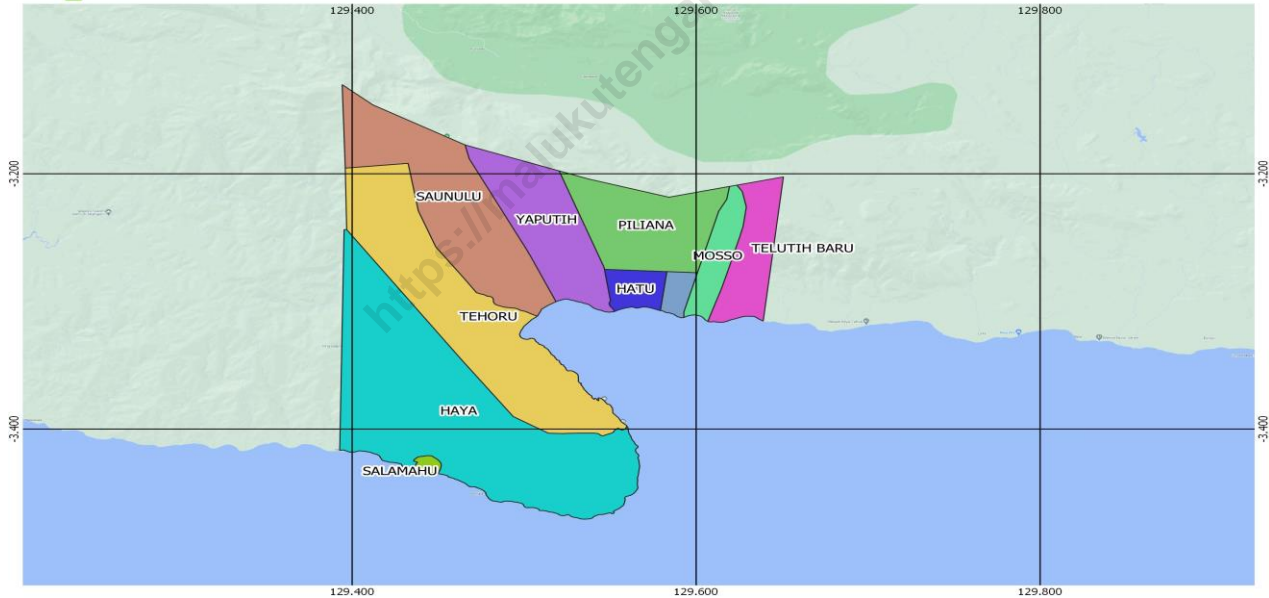 129.400
129.600
129.800
https://malukutenga
-3.200
-3.200
SAUNULU
YAPUTIH
PILIANA
MOSSO
TELUTIH BARU
HATU
TEHORU
HAYA
-3.400
-3.400
SALAMAHU
129.400
129.600
129.800